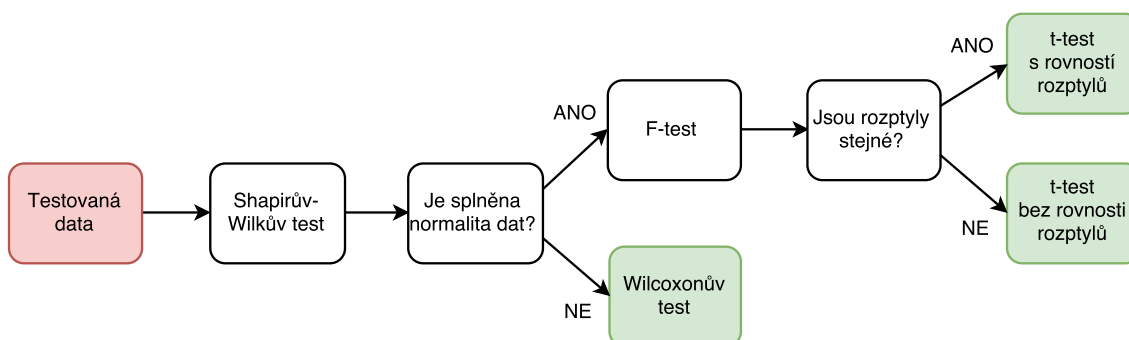 Testovaná
data
Shapirův-
Wilkův test
Je splněna
normalita dat?
ANO
F-test
Jsou rozptyly
stejné?
ANO
t-test
s rovností
rozptylů
NE
t-test
bez rovnosti
rozptylů
NE
Wilcoxonův
test